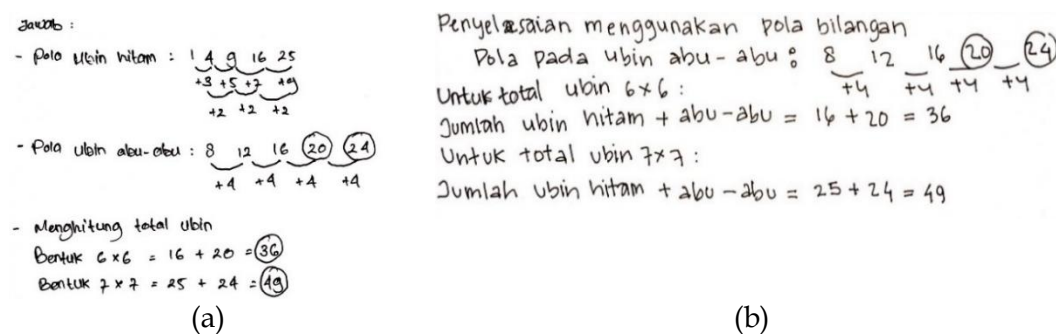 Jawab :
- Pola ubin hitam : 1 4 9 16 25
+3 +5 +7 +9
+2 +2 +2
- Pola ubin abu-abu : 8 12 16 20 24
+4 +4 +4 +4
- Menghitung total ubin
Bentuk 6 x 6 = 16 + 20 = 36
Bentuk 7 x 7 = 25 + 24 = 49
(a)
Penyelesaian menggunakan pola bilangan
Pola pada ubin abu-abu : 8 12 16 20 24
+4 +4 +4 +4
Untuk total ubin 6x6 :
Jumlah ubin hitam + abu-abu = 16 + 20 = 36
Untuk total ubin 7x7 :
Jumlah ubin hitam + abu-abu = 25 + 24 = 49
(b)